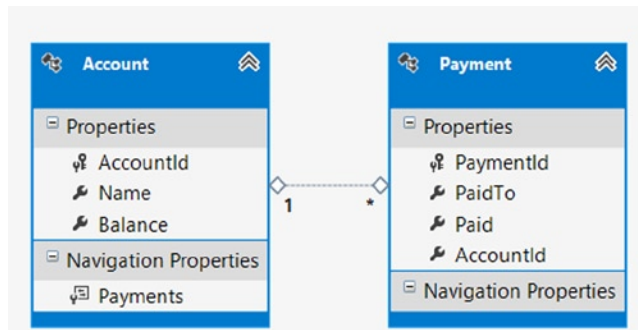 Account
Properties
AccountId
Name
Balance
Navigation Properties
Payments
1
*
Payment
Properties
PaymentId
PaidTo
Paid
AccountId
Navigation Properties